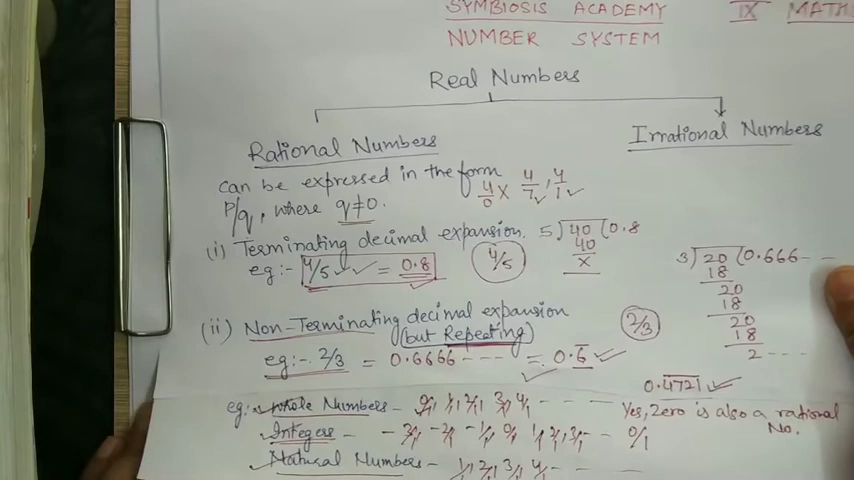 SYMBIOSIS ACADEMY IX MATHS
NUMBER SYSTEM
Real Numbers
Rational Numbers
Irrational Numbers
can be expressed in the form
p/q, where q≠0.
4/0 × 4/7 ✓, 4/1 ✓
(i) Terminating decimal expansion.
eg:- 4/5 ✓ = 0.8
4/5
5) 40 (0.8
40
×
3) 20 (0.666---
18
20
18
20
18
2 ----
(ii) Non-Terminating decimal expansion
(but Repeating)
2/3
eg:- 2/3 = 0.6666---- = 0.6̅ ✓
0.4̅7̅2̅1̅ ✓
eg: Whole Numbers - 0/1, 1/1, 2/1, 3/1, 4/1 - - - -
Integers - - 3/1, -2/1, -1/1, 0/1, 1/1, 2/1, 3/1 - - 0/1
Natural Numbers - 1/1, 2/1, 3/1, 4/1 - - -
Yes, Zero is also a rational
No.